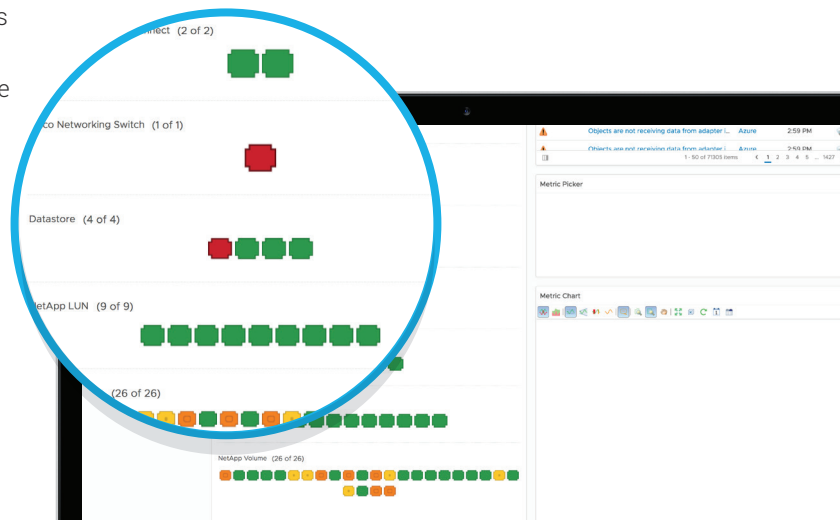 s
e
nect (2 of 2)
co Networking Switch (1 of 1)
Datastore (4 of 4)
NetApp LUN (9 of 9)
(26 of 26)
NetApp Volume (26 of 26)
Objects are not receiving data from adapter i... Azure 2:59 PM
Objects are not receiving data from adapter i... Azure 2:59 PM
1 - 50 of 71305 items < 1 2 3 4 5 ... 1427
Metric Picker
Metric Chart